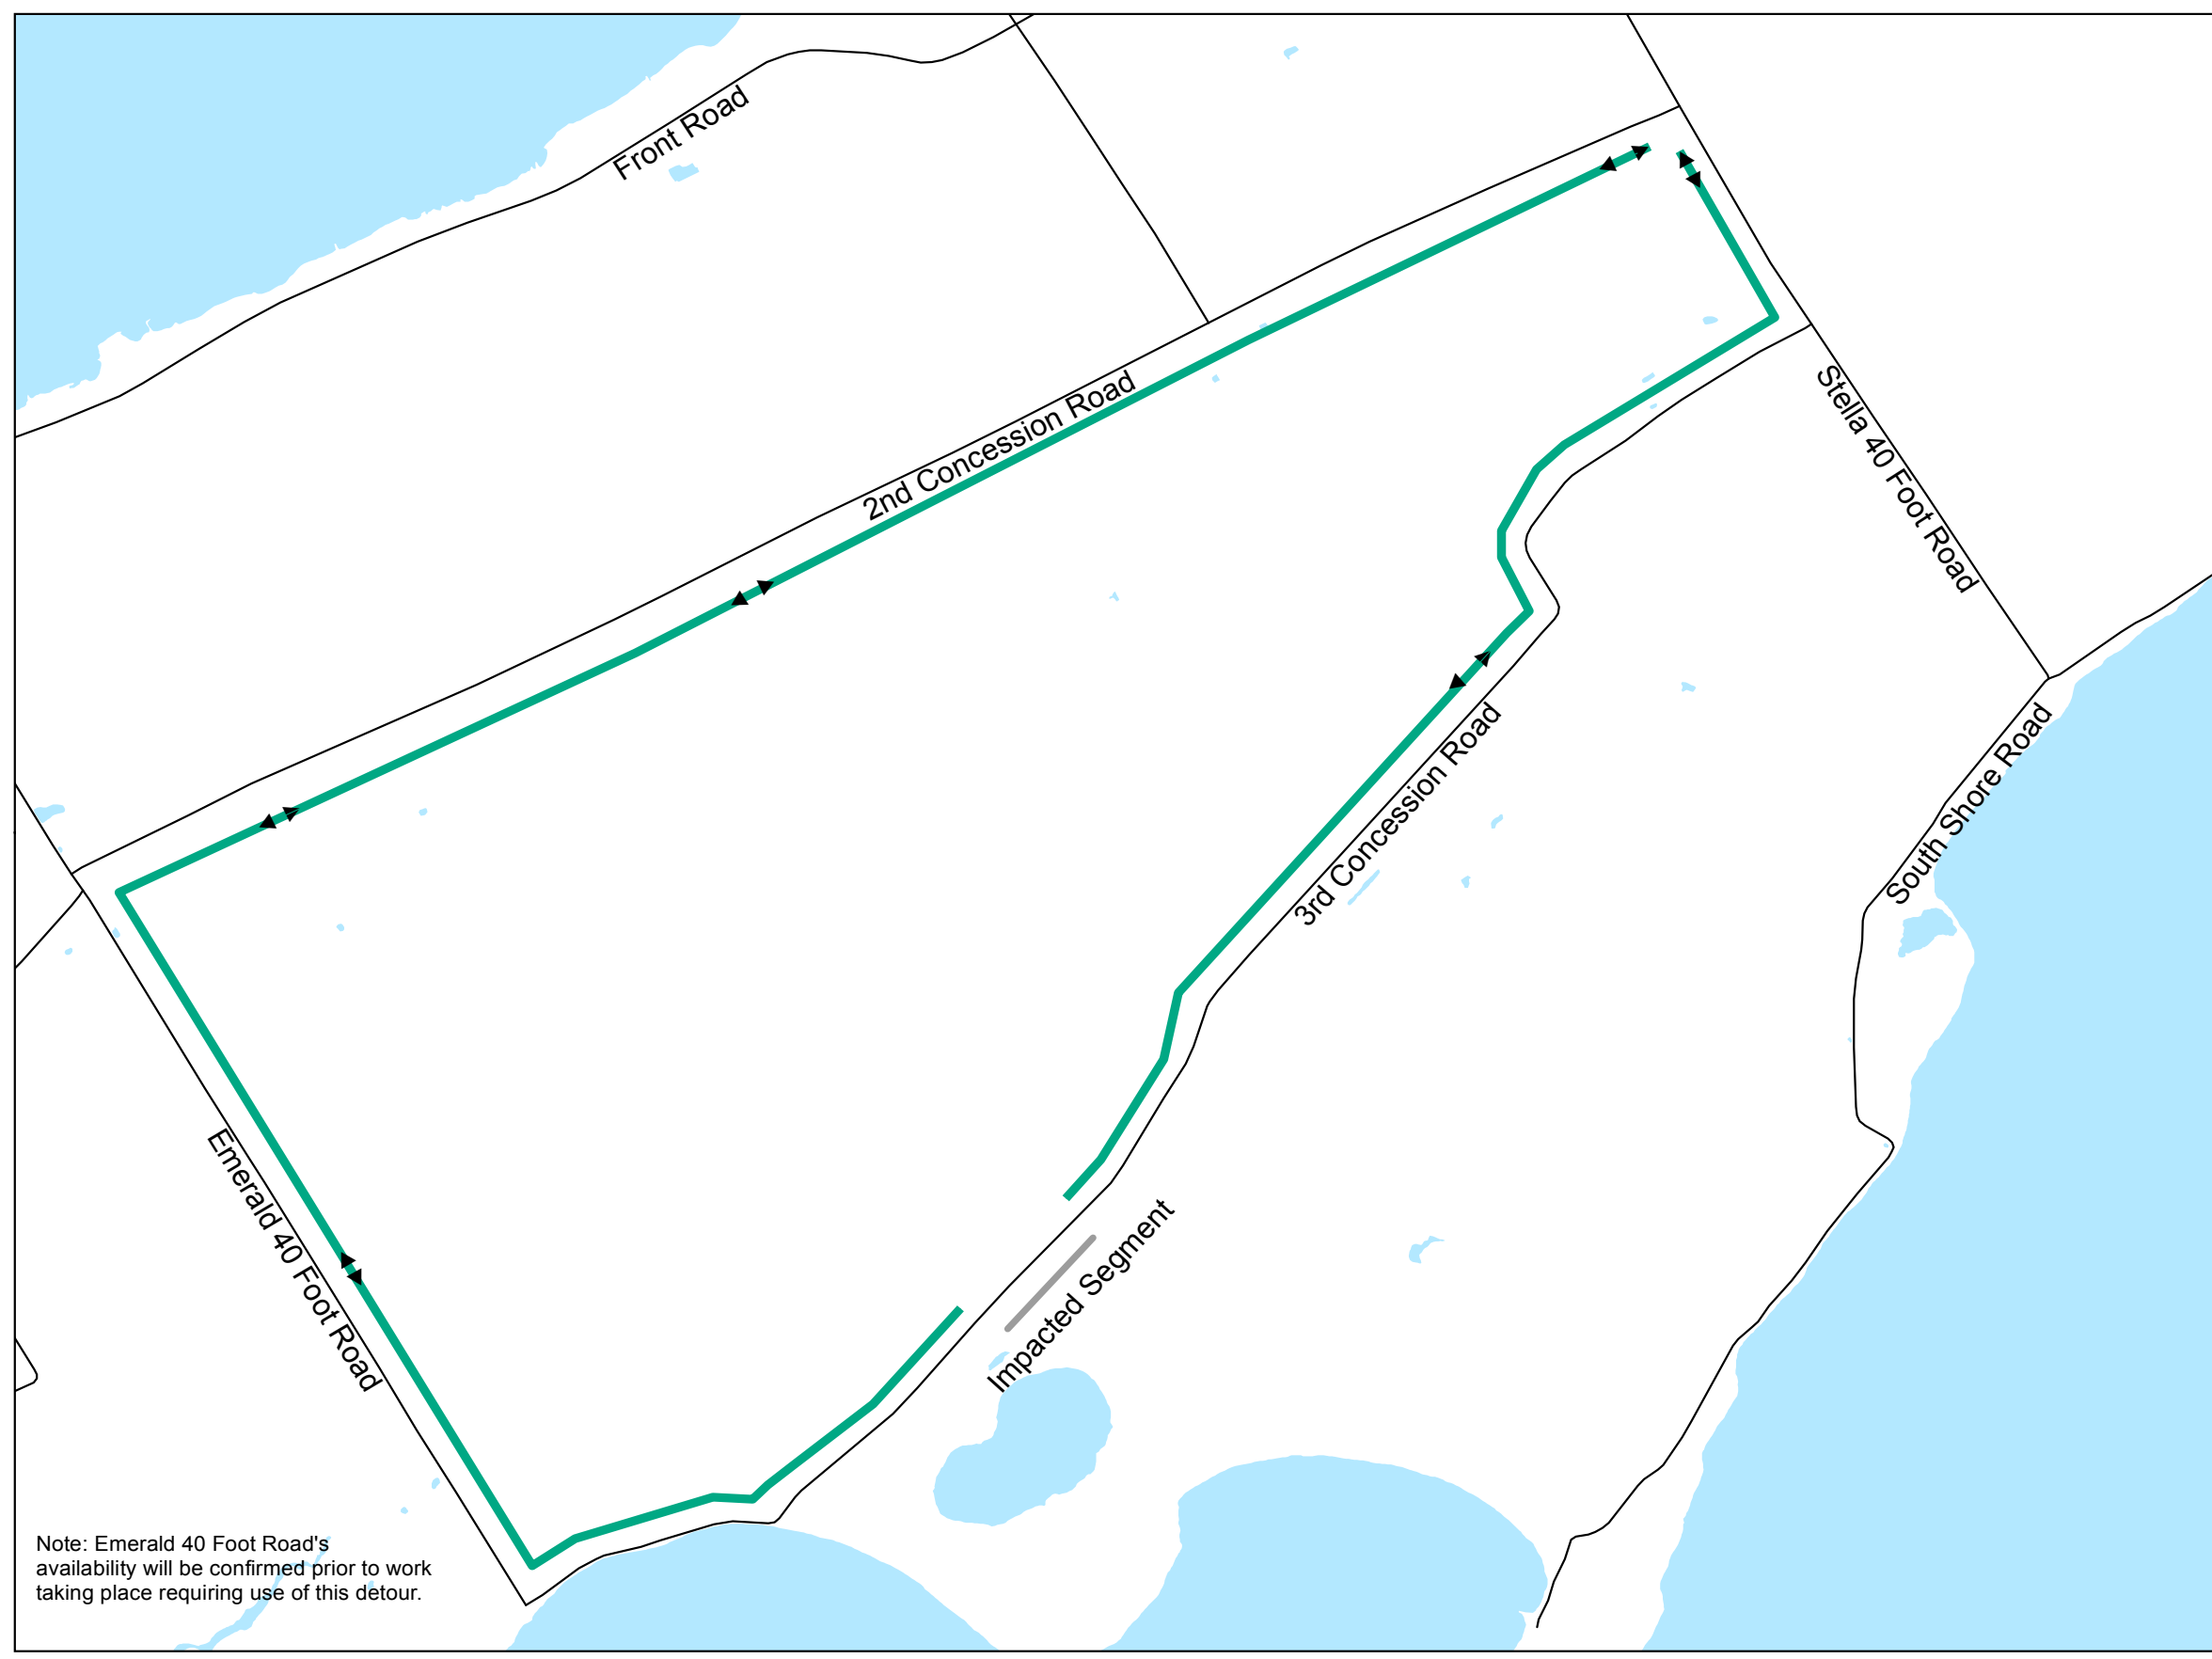 Front Road
2nd Concession Road
Stella 40 Foot Road
3rd Concession Road
South Shore Road
Emerald 40 Foot Road
Impacted Segment
Note: Emerald 40 Foot Road's
availability will be confirmed prior to work
taking place requiring use of this detour.